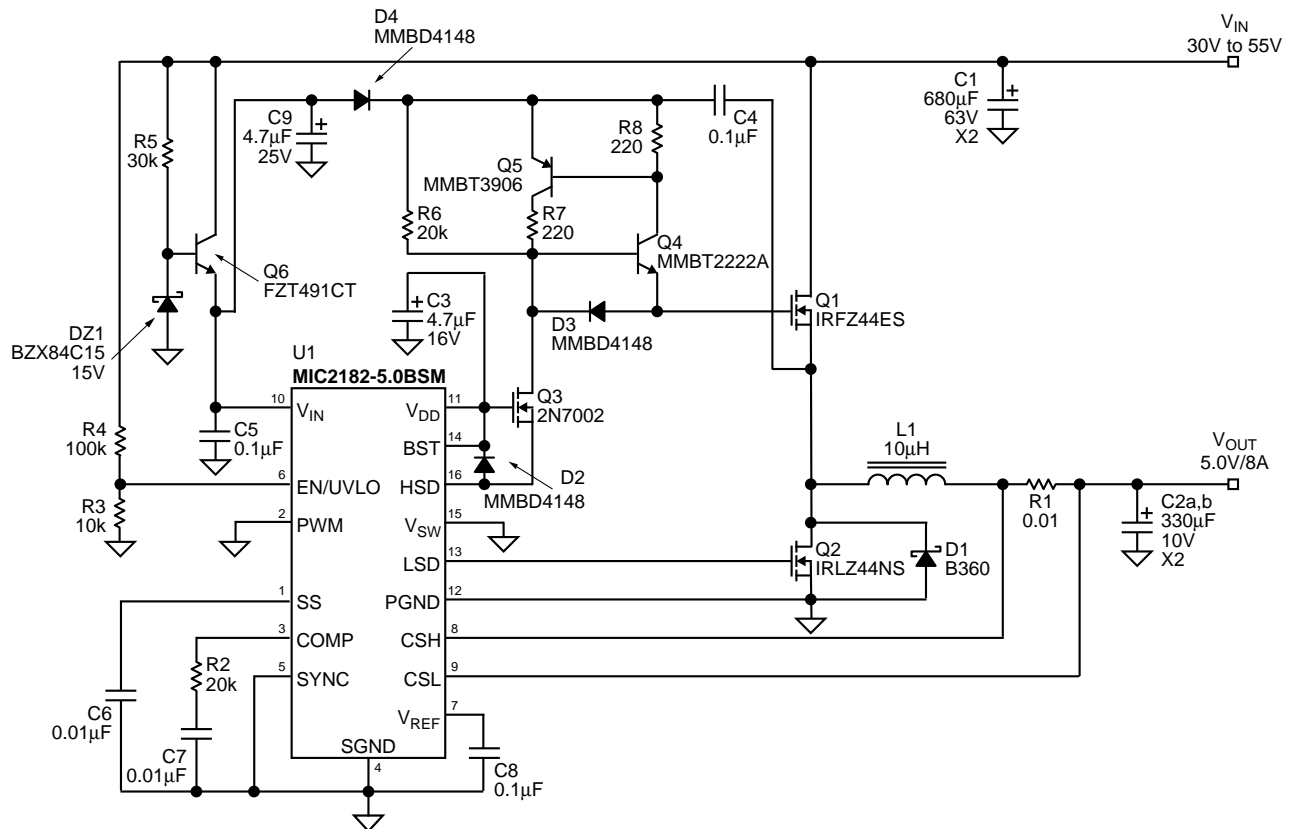 D4
MMBD4148
VIN
30V to 55V
C1
680µF
63V
X2
C9
4.7µF
25V
R8
220
C4
0.1µF
R5
30k
Q5
MMBT3906
R6
20k
R7
220
Q4
MMBT2222A
Q6
FZT491CT
C3
4.7µF
16V
D3
MMBD4148
Q1
IRFZ44ES
DZ1
BZX84C15
15V
U1
MIC2182-5.0BSM
Q3
2N7002
10
VIN
VDD
11
C5
0.1µF
R4
100k
BST
14
L1
10µH
VOUT
5.0V/8A
6
EN/UVLO
HSD
16
D2
MMBD4148
R3
10k
R1
0.01
C2a,b
330µF
10V
X2
2
PWM
VSW
15
LSD
13
Q2
IRLZ44NS
D1
B360
1
SS
PGND
12
3
COMP
CSH
8
R2
20k
5
SYNC
CSL
9
C6
0.01µF
VREF
7
C7
0.01µF
SGND
4
C8
0.1µF
+
+
+
+